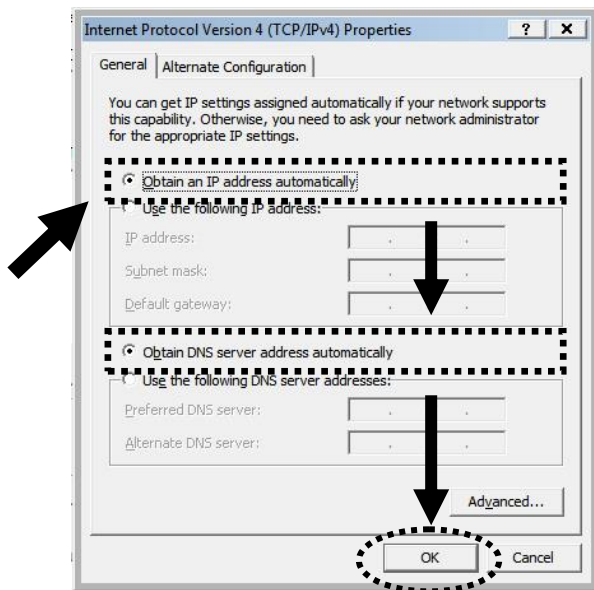 Internet Protocol Version 4 (TCP/IPv4) Properties
General
Alternate Configuration
You can get IP settings assigned automatically if your network supports
this capability. Otherwise, you need to ask your network administrator
for the appropriate IP settings.
Obtain an IP address automatically
Use the following IP address:
IP address:
Subnet mask:
Default gateway:
Obtain DNS server address automatically
Use the following DNS server addresses:
Preferred DNS server:
Alternate DNS server:
Advanced...
OK
Cancel